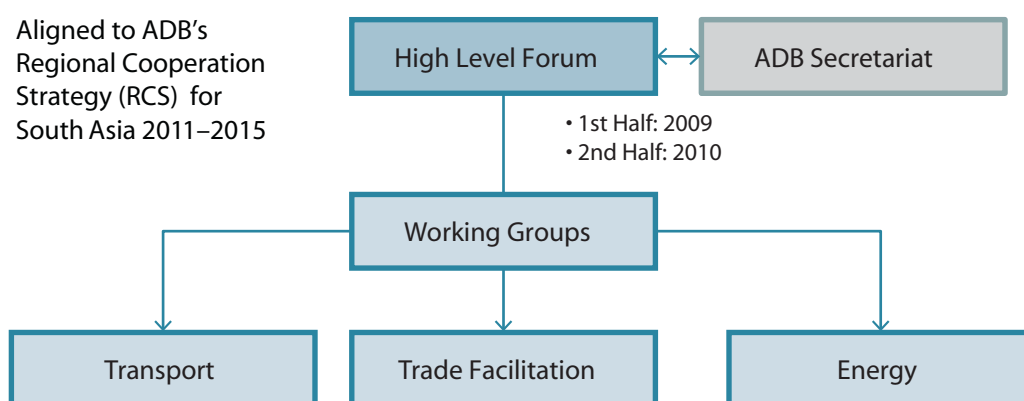 Aligned to ADB's
Regional Cooperation
Strategy (RCS) for
South Asia 2011–2015
High Level Forum
ADB Secretariat
• 1st Half: 2009
• 2nd Half: 2010
Working Groups
Transport
Trade Facilitation
Energy